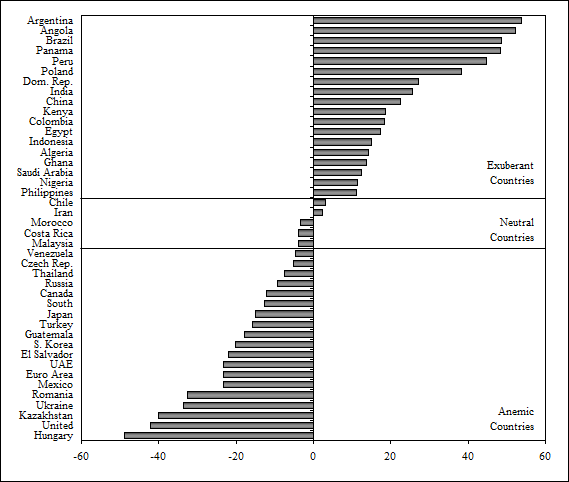 Argentina
Angola
Brazil
Panama
Peru
Poland
Dom. Rep.
India
China
Kenya
Colombia
Egypt
Indonesia
Algeria
Ghana
Saudi Arabia
Nigeria
Philippines
Exuberant
Countries
Chile
Iran
Morocco
Costa Rica
Malaysia
Neutral
Countries
Venezuela
Czech Rep.
Thailand
Russia
Canada
South
Japan
Turkey
Guatemala
S. Korea
El Salvador
UAE
Euro Area
Mexico
Romania
Ukraine
Kazakhstan
United
Hungary
Anemic
Countries
-60 -40 -20 0 20 40 60